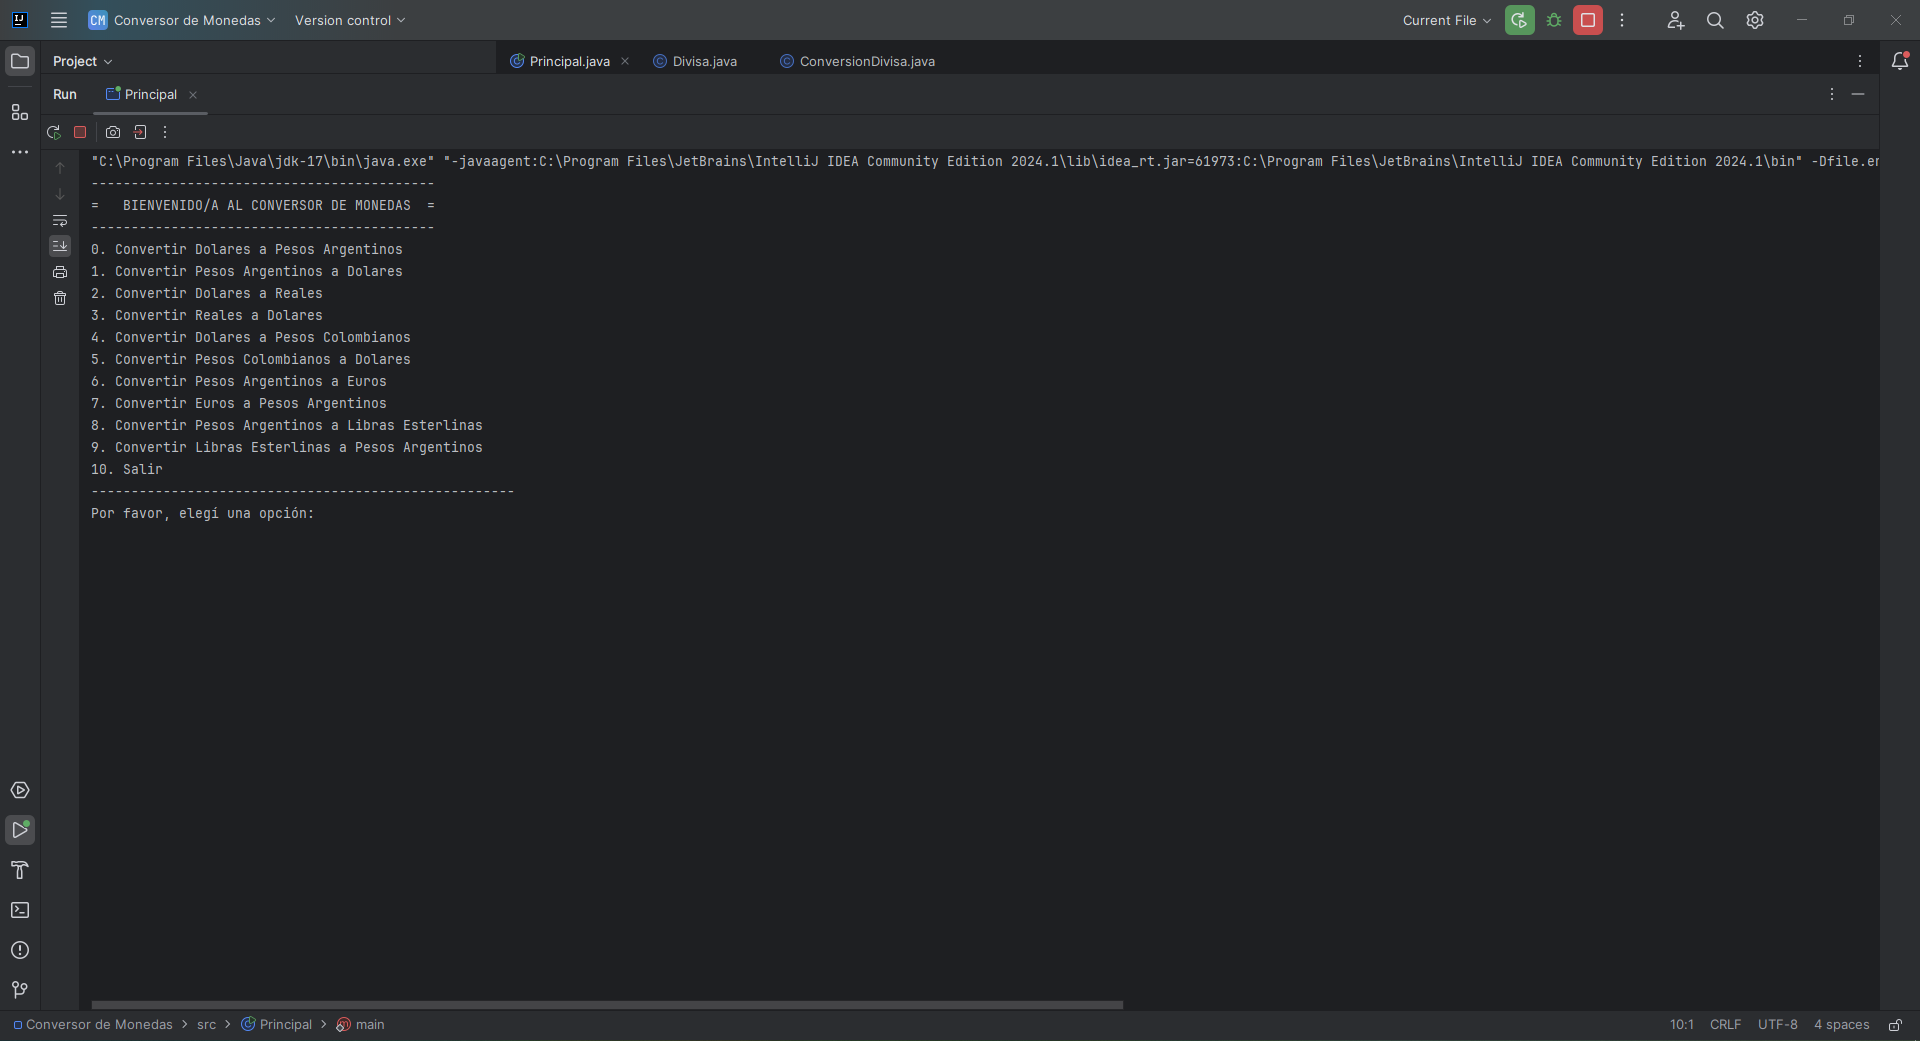 IJ
CM Conversor de Monedas
Version control
Current File
Project
Principal.java
Divisa.java
ConversionDivisa.java
Run
Principal
"C:\Program Files\Java\jdk-17\bin\java.exe" "-javaagent:C:\Program Files\JetBrains\IntelliJ IDEA Community Edition 2024.1\lib\idea_rt.jar=61973:C:\Program Files\JetBrains\IntelliJ IDEA Community Edition 2024.1\bin" -Dfile.en
-------------------------------------------
=   BIENVENIDO/A AL CONVERSOR DE MONEDAS  =
-------------------------------------------
0. Convertir Dolares a Pesos Argentinos
1. Convertir Pesos Argentinos a Dolares
2. Convertir Dolares a Reales
3. Convertir Reales a Dolares
4. Convertir Dolares a Pesos Colombianos
5. Convertir Pesos Colombianos a Dolares
6. Convertir Pesos Argentinos a Euros
7. Convertir Euros a Pesos Argentinos
8. Convertir Pesos Argentinos a Libras Esterlinas
9. Convertir Libras Esterlinas a Pesos Argentinos
10. Salir
-----------------------------------------------------
Por favor, elegí una opción:
Conversor de Monedas > src > Principal > main
10:1 CRLF UTF-8 4 spaces